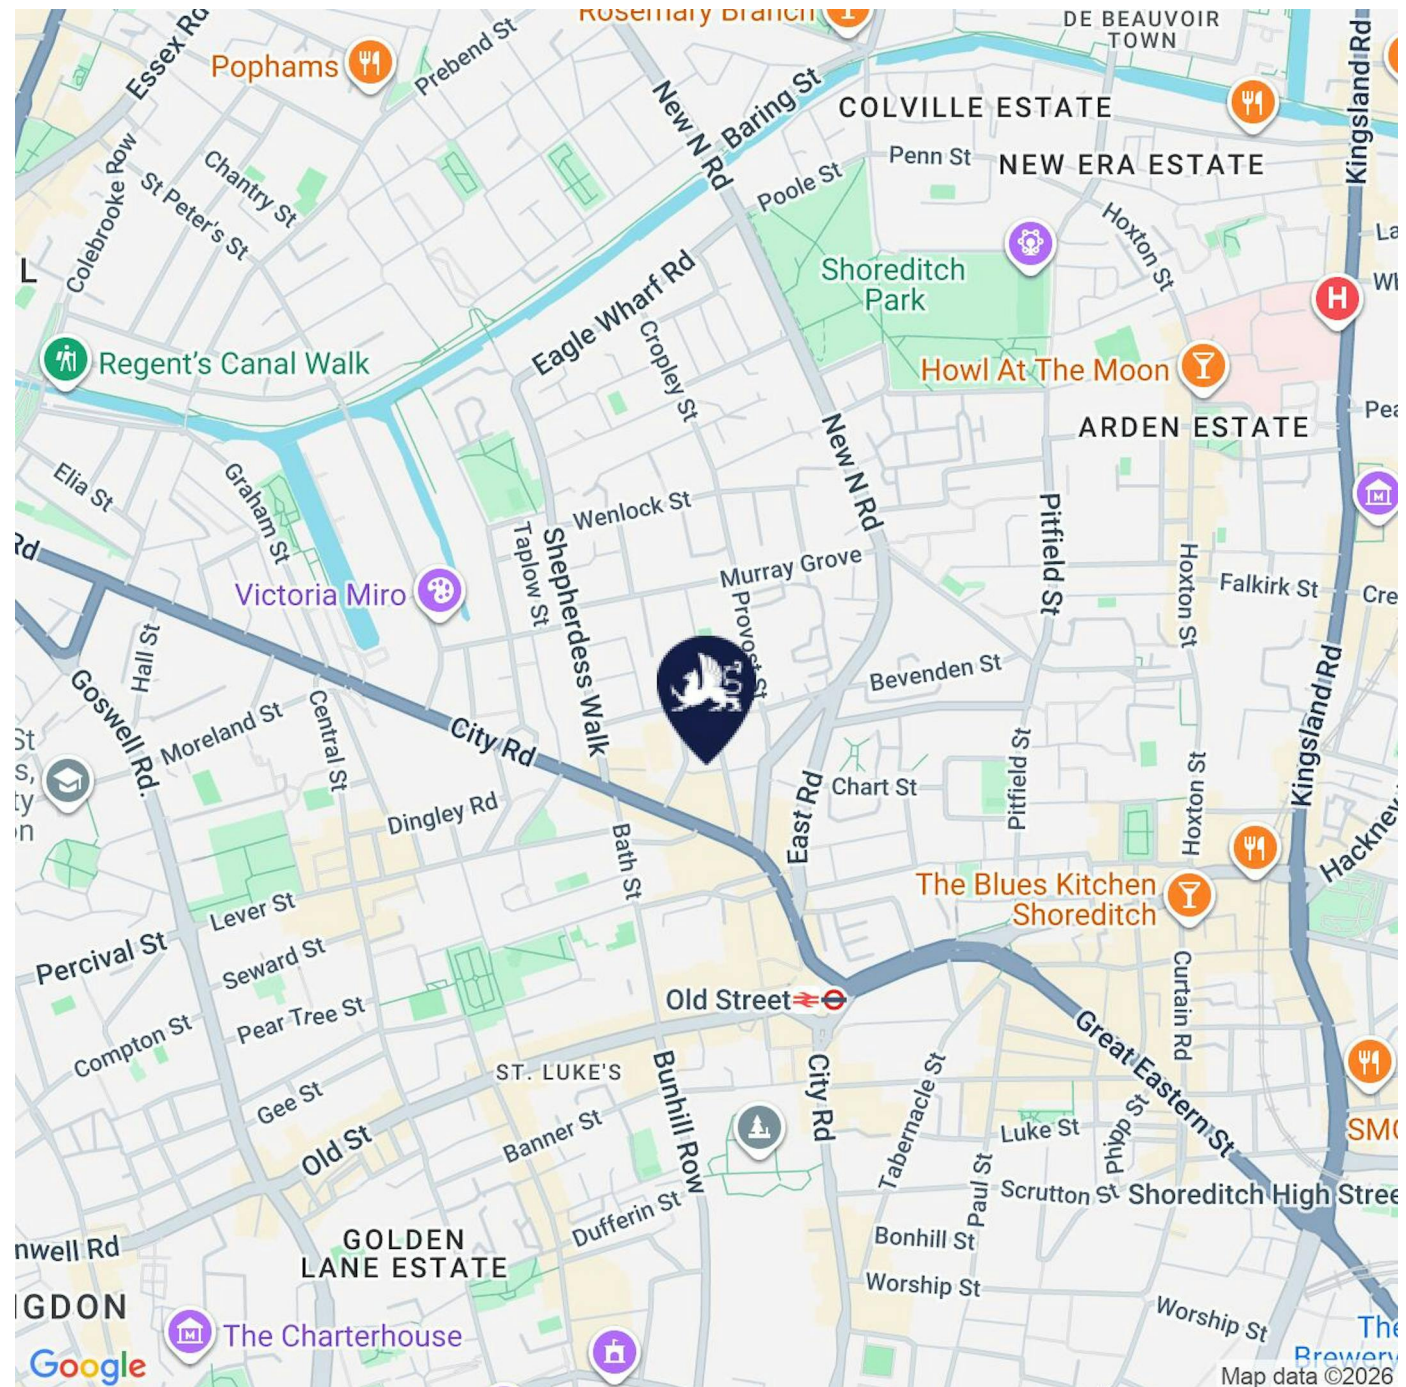 Rosemary Branch
DE BEAUVOIR
TOWN
Essex Rd
Pophams
Prebend St
Kingsland Rd
New N Rd
Baring St
COLVILLE ESTATE
Penn St
NEW ERA ESTATE
Colebrooke Row
Chantry St
St Peter's St
Poole St
Hoxton St
Shoreditch
Park
Eagle Wharf Rd
Cropley St
Regent's Canal Walk
Howl At The Moon
H
ARDEN ESTATE
New N Rd
Elia St
Graham St
Wenlock St
Taplow St
Shepherdess Walk
Murray Grove
Pitfield St
Hoxton St
Falkirk St
Victoria Miro
Provost St
Hall St
Goswell Rd.
Moreland St
Central St
City Rd
Bevenden St
Kingsland Rd
Pitfield St
Hoxton St
Chart St
East Rd
Dingley Rd
Bath St
Hackney
The Blues Kitchen
Shoreditch
Lever St
Percival St
Seward St
Curtain Rd
Old Street
Pear Tree St
Compton St
Great Eastern St
ST. LUKE'S
Bunhill Row
City Rd
Tabernacle St
Gee St
Banner St
Luke St
Phipp St
Old St
Paul St
Scrutton St
Shoreditch High Stree
Dufferin St
Bonhill St
nwell Rd
GOLDEN
LANE ESTATE
Worship St
Worship St
IGDON
The Charterhouse
The
Brewery
Google
Map data ©2026